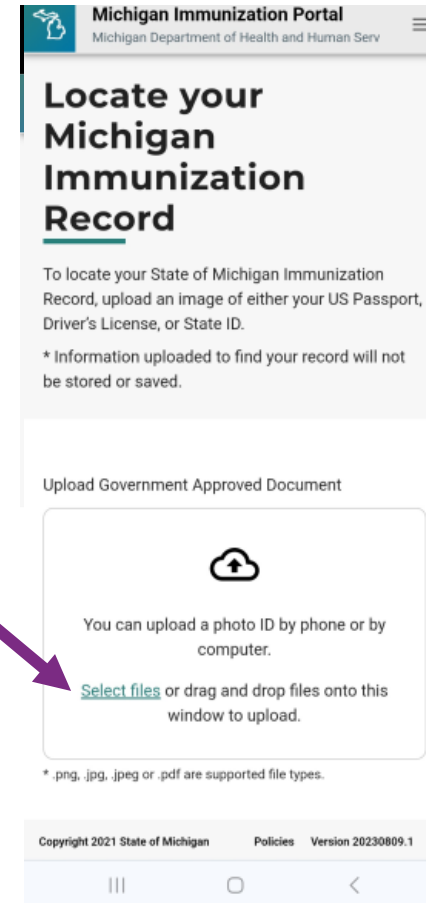 Michigan Immunization Portal
Michigan Department of Health and Human Serv
Locate your
Michigan
Immunization
Record
To locate your State of Michigan Immunization
Record, upload an image of either your US Passport,
Driver's License, or State ID.
* Information uploaded to find your record will not
be stored or saved.
Upload Government Approved Document
You can upload a photo ID by phone or by
computer.
Select files or drag and drop files onto this
window to upload.
* .png, .jpg, .jpeg or .pdf are supported file types.
Copyright 2021 State of Michigan Policies Version 20230809.1